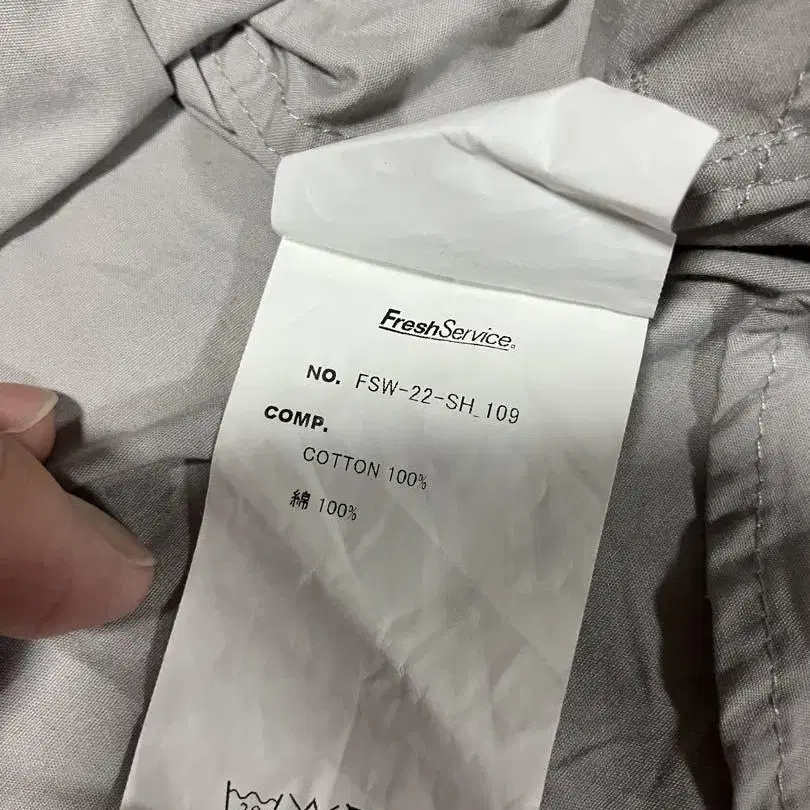 FreshService®
NO. FSW-22-SH_109
COMP.
COTTON 100%
綿 100%